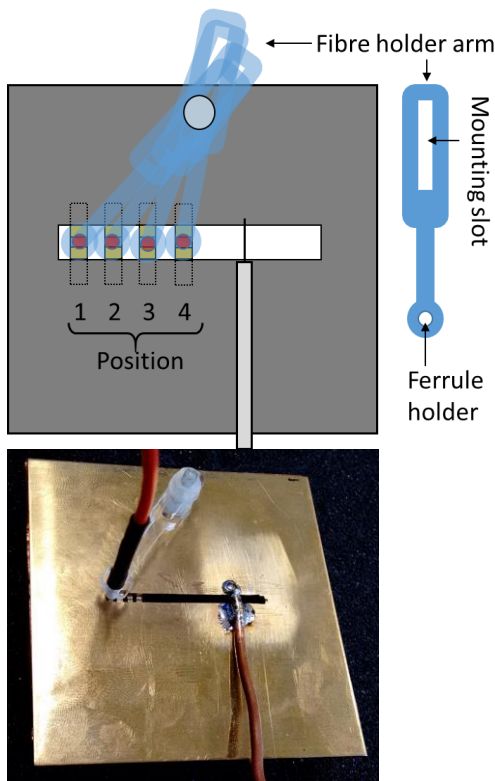 Fibre holder arm
Mounting slot
1 2 3 4
Position
Ferrule
holder